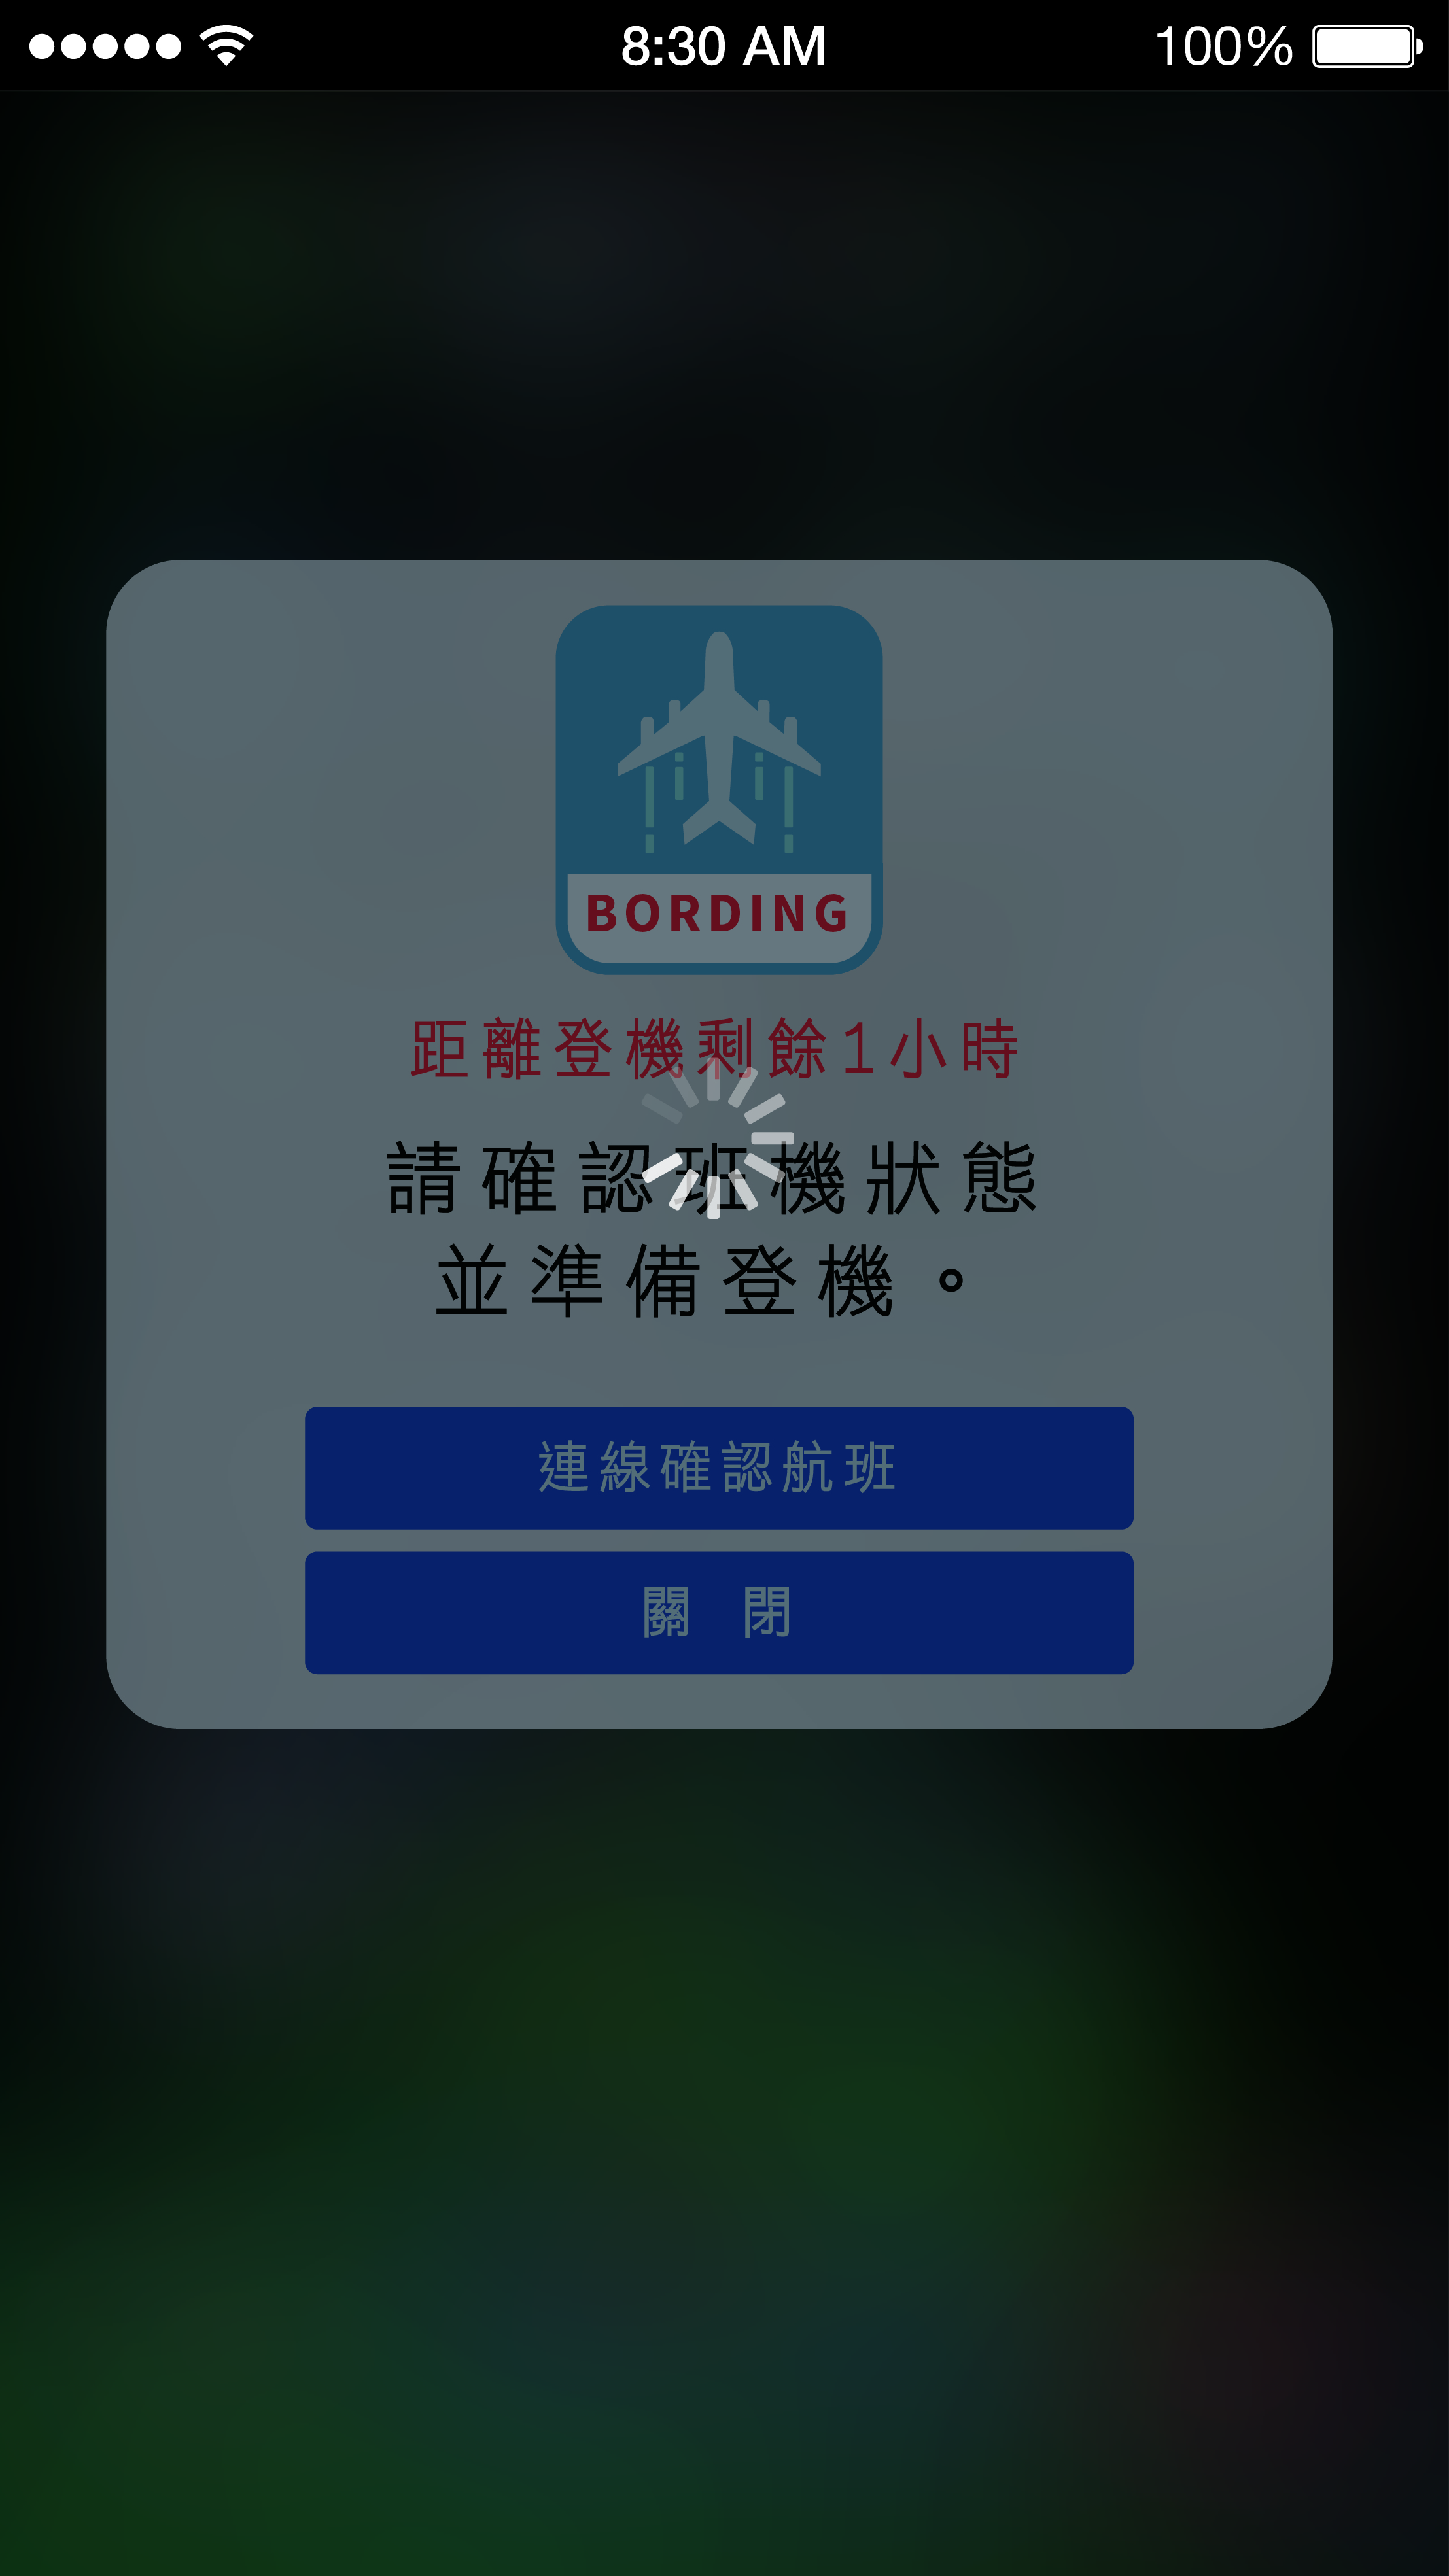 8:30 AM
100%
BORDING
距離登機剩餘1小時
請確認班機狀態
並準備登機。
連線確認航班
關 閉